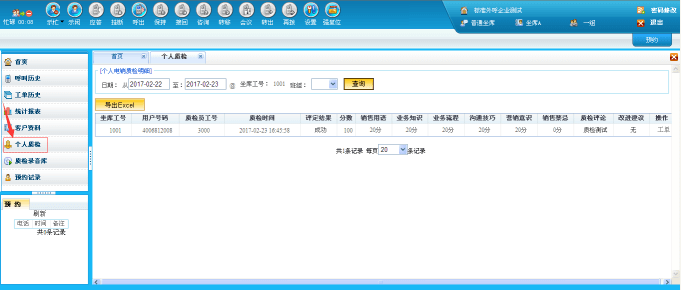 忙碌 00:08
示忙 示闲 应答 挂断 呼出 保持 接回 咨询 转移 会议 转出 再拨 设置 随意位
标准外呼企业测试 密码修改
普通坐席 坐席A 一组 退出
预约
首页 个人质检
首页
呼叫历史
工单历史
统计报表
客户资料
个人质检
质检录音库
预约记录
预 约
刷新
电话 时间 备注
共0条记录
[个人电销质检明细]
日期: 从 2017-02-22 至: 2017-02-23 坐席工号: 1001 班组: 查询
导出Excel
坐席工号 用户号码 质检员工号 质检时间 评定结果 分数 销售用语 业务知识 业务流程 沟通技巧 营销意识 销售禁忌 质检评论 改进建议 操作
1001 4006812008 3000 2017-02-23 16:45:58 成功 100 20分 20分 20分 20分 20分 0分 质检测试 无 工单
共1条记录 每页 20 条记录